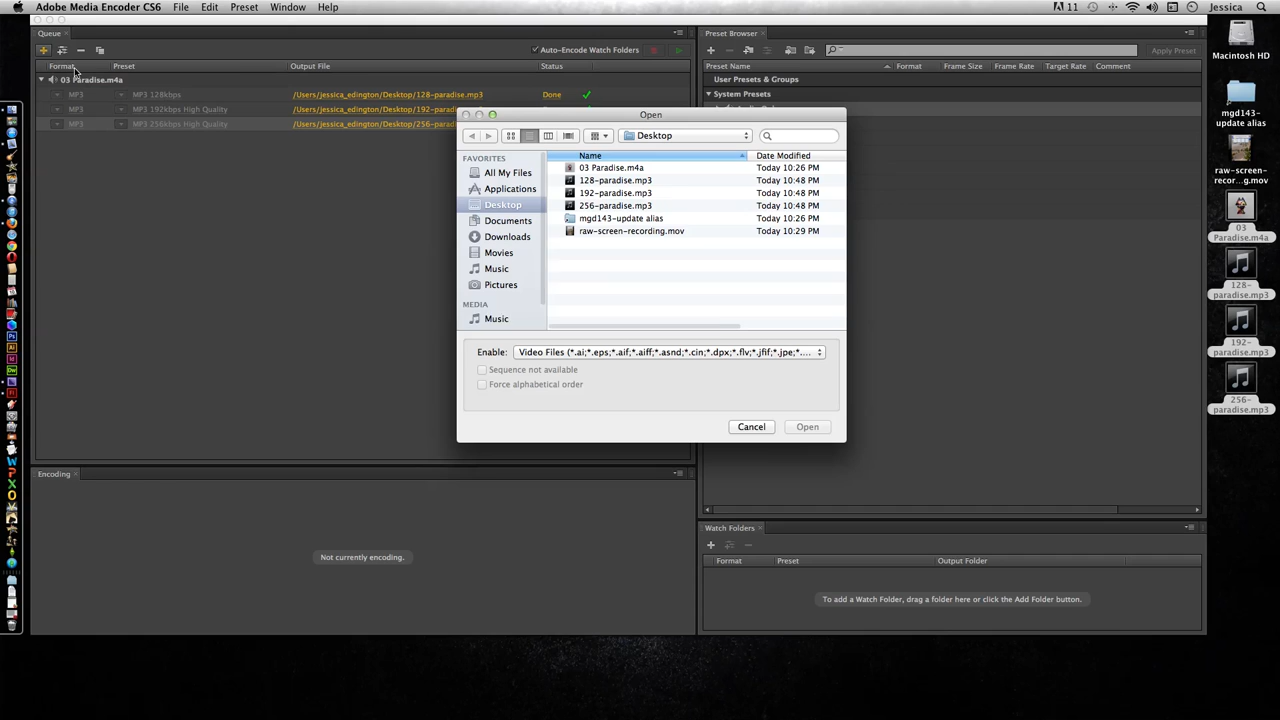 Adobe Media Encoder CS6 File Edit Preset Window Help 11 Jessica
Queue
Auto-Encode Watch Folders
Format Preset Output File Status
03 Paradise.m4a
MP3 MP3 128kbps /Users/jessica_edington/Desktop/128-paradise.mp3 Done
MP3 MP3 192kbps High Quality /Users/jessica_edington/Desktop/192-
MP3 MP3 256kbps High Quality /Users/jessica_edington/Desktop/256-
Preset Browser
Apply Preset
Preset Name Format Frame Size Frame Rate Target Rate Comment
User Presets & Groups
System Presets
Open
Desktop
FAVORITES
All My Files
Applications
Desktop
Documents
Downloads
Movies
Music
Pictures
MEDIA
Music
Name Date Modified
03 Paradise.m4a Today 10:26 PM
128-paradise.mp3 Today 10:48 PM
192-paradise.mp3 Today 10:48 PM
256-paradise.mp3 Today 10:48 PM
mgd143-update alias Today 10:26 PM
raw-screen-recording.mov Today 10:29 PM
Enable: Video Files (*.ai;*.eps;*.aif;*.aiff;*.asnd;*.cin;*.dpx;*.flv;*.jfif;*.jpe;*....
Sequence not available
Force alphabetical order
Cancel Open
Encoding
Not currently encoding.
Watch Folders
Format Preset Output Folder
To add a Watch Folder, drag a folder here or click the Add Folder button.
Macintosh HD
mgd143-
update alias
raw-screen-
recor...g.mov
03
Paradise.m4a
128-
paradise.mp3
192-
paradise.mp3
256-
paradise.mp3